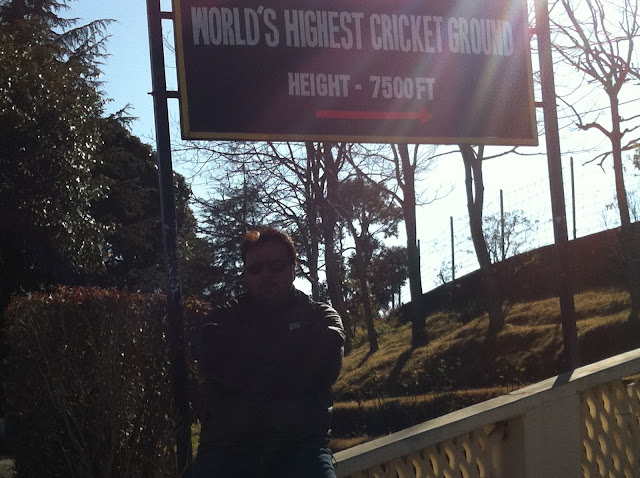 WORLD'S HIGHEST CRICKET GROUND
HEIGHT - 7500 FT